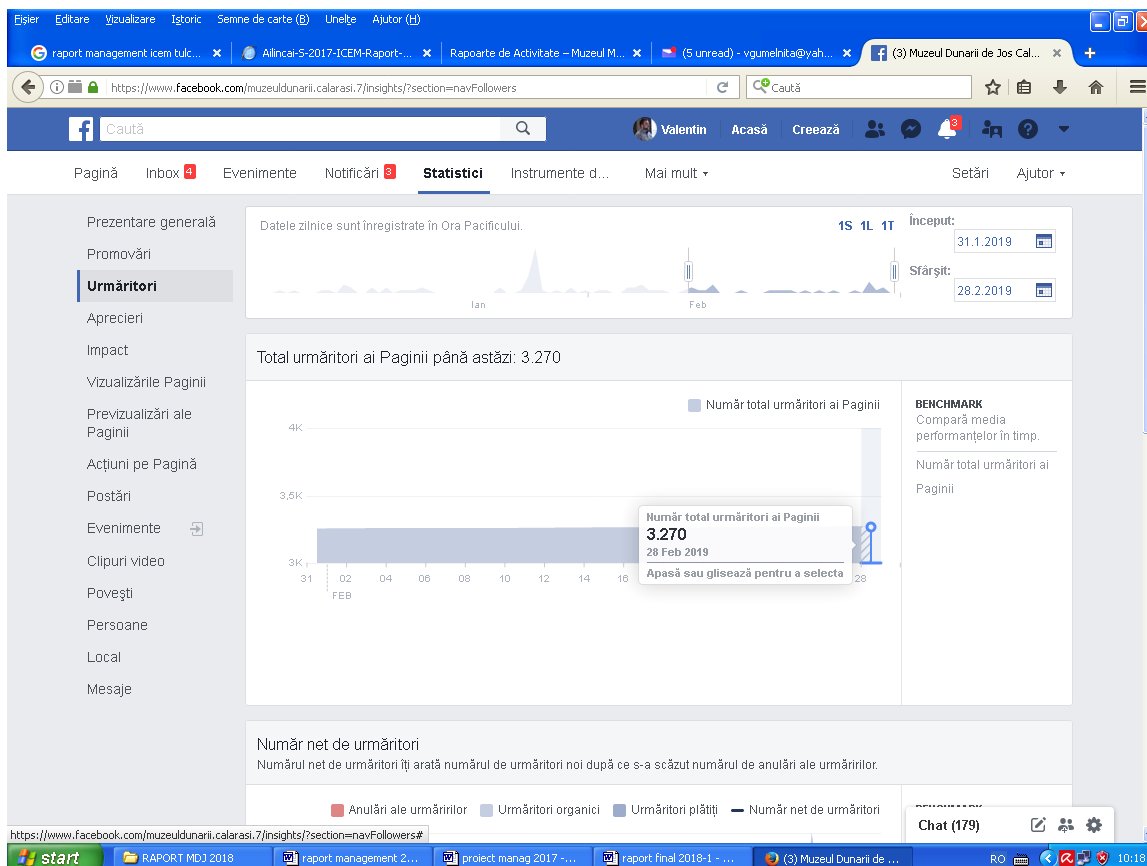 Fișier Editare Vizualizare Istoric Semne de carte (B) Unelte Ajutor (H)
raport management icem tulc...
Ailincai-S-2017-ICEM-Raport-...
Rapoarte de Activitate – Muzeul M...
(5 unread) - vgumelnita@yah...
(3) Muzeul Dunarii de Jos Cal...
https://www.facebook.com/muzeuldunarii.calarasi.7/insights/?section=navFollowers
Caută
Caută
Valentin Acasă Creează 3
Pagină Inbox 4 Evenimente Notificări 3 Statistici Instrumente d... Mai mult Setări Ajutor
Prezentare generală
Promovări
Urmăritori
Aprecieri
Impact
Vizualizările Paginii
Previzualizări ale
Paginii
Acțiuni pe Pagină
Postări
Evenimente
Clipuri video
Povești
Persoane
Local
Mesaje
Datele zilnice sunt înregistrate în Ora Pacificului.
1S 1L 1T
Început:
31.1.2019
Sfârșit:
28.2.2019
Ian Feb
Total urmăritori ai Paginii până astăzi: 3.270
Număr total urmăritori ai Paginii
4K
3,5K
3K
31 02 04 06 08 10 12 14 16 28
FEB
Număr total urmăritori ai Paginii
3.270
28 Feb 2019
Apasă sau glisează pentru a selecta
BENCHMARK
Compară media
performanțelor în timp.
Număr total urmăritori ai
Paginii
Număr net de urmăritori
Numărul net de urmăritori îți arată numărul de urmăritori noi după ce s-a scăzut numărul de anulări ale urmăririlor.
Anulări ale urmăririlor Urmăritori organici Urmăritori plătiți Număr net de urmăritori
BENCHMARK
Chat (179)
https://www.facebook.com/muzeuldunarii.calarasi.7/insights/?section=navFollowers#
start
RAPORT MDJ 2018
raport management 2...
proiect manag 2017 -...
raport final 2018-1 - ...
(3) Muzeul Dunarii de ...
RO
10:18